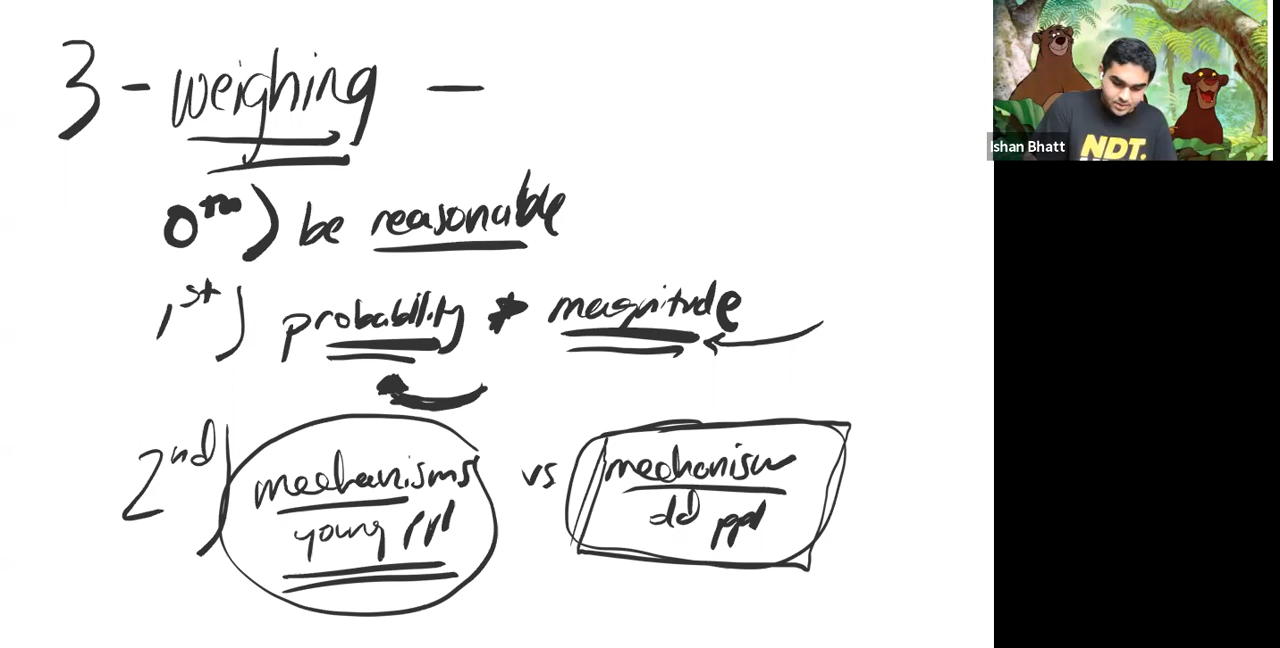 3 - weighing -
0th) be reasonable
1st) probability * magnitude
2nd) mechanisms vs mechanism
young ppl old ppl
Ishan Bhatt
NDT.